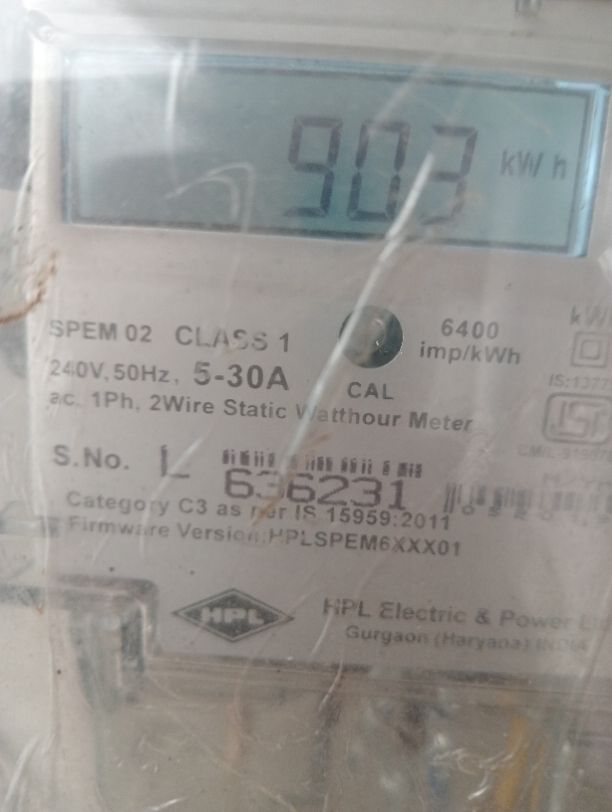 903 kWh
SPEM 02 CLASS 1
6400
imp/kWh
240V, 50Hz, 5-30A
CAL
ac. 1Ph, 2Wire Static Watthour Meter
S.No. L 636231
Category C3 as per IS 15959:2011
Firmware Version:HPLSPEM6XXX01
HPL
HPL Electric & Power
Gurgaon (Haryana) INDIA